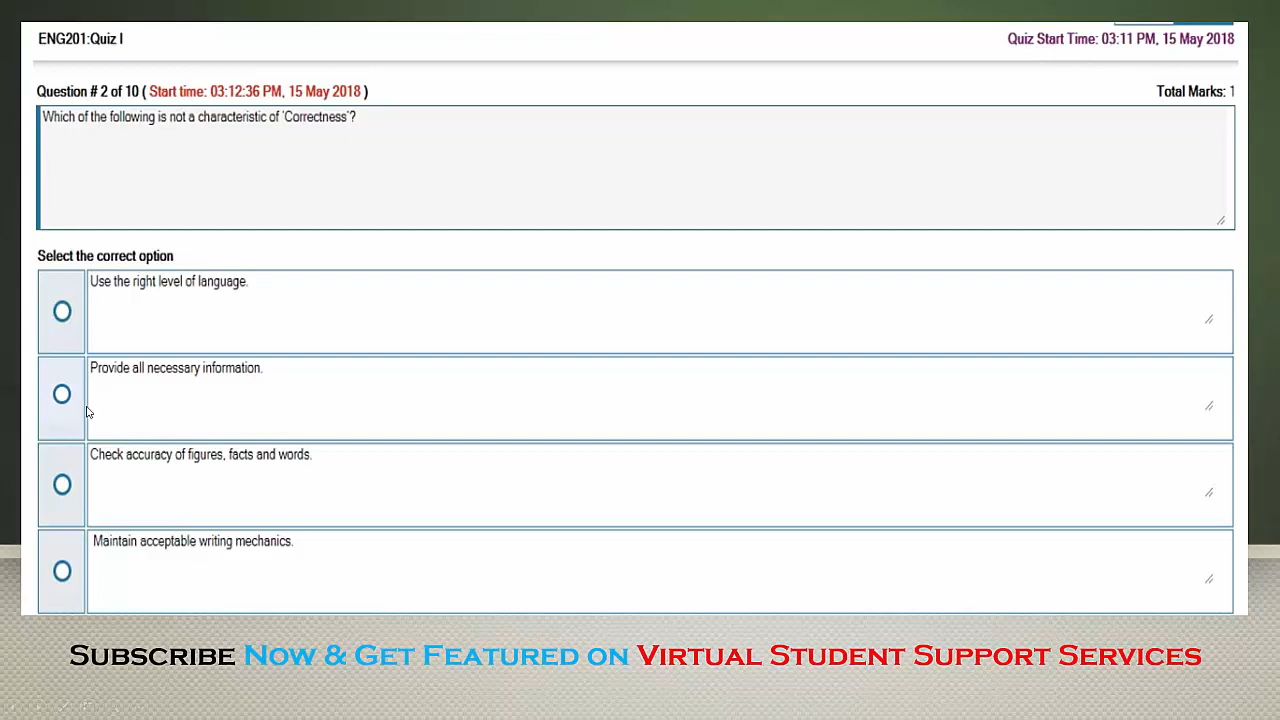 ENG201:Quiz I
Quiz Start Time: 03:11 PM, 15 May 2018
Question # 2 of 10 ( Start time: 03:12:36 PM, 15 May 2018 )
Total Marks: 1
Which of the following is not a characteristic of 'Correctness'?
Select the correct option
Use the right level of language.
Provide all necessary information.
Check accuracy of figures, facts and words.
Maintain acceptable writing mechanics.
Subscribe Now & Get Featured on Virtual Student Support Services